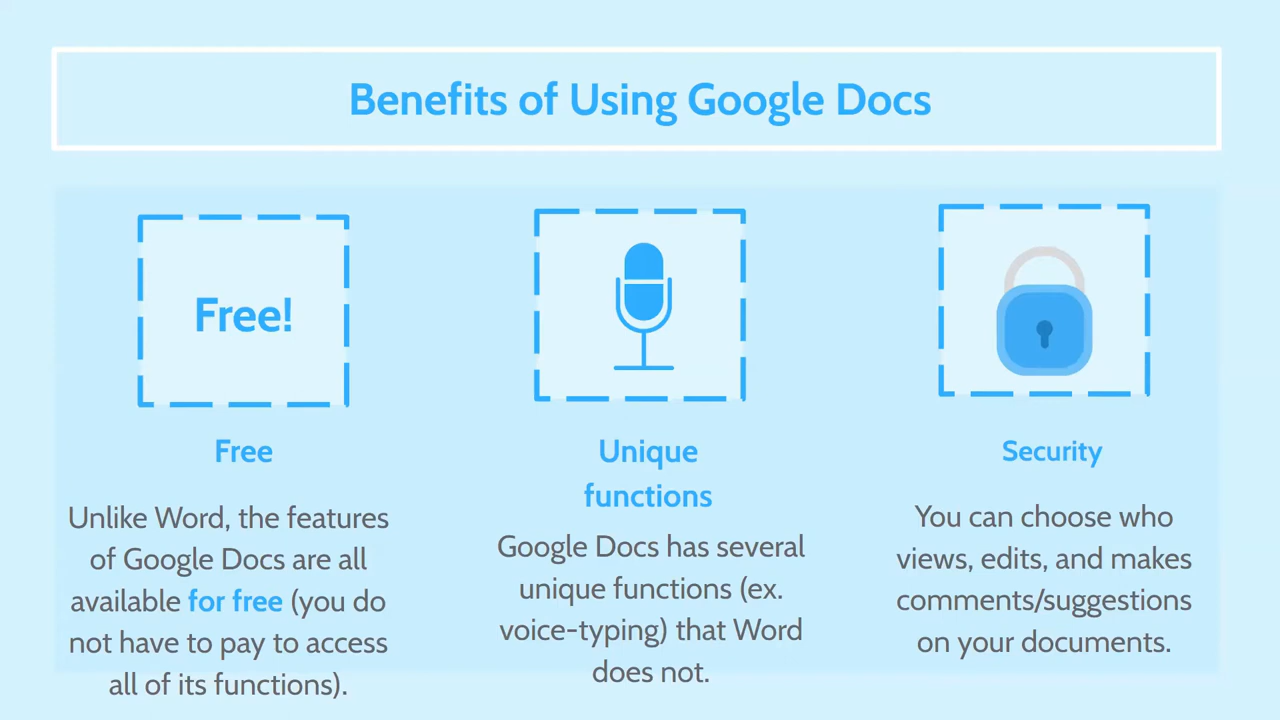 Benefits of Using Google Docs
Free!
Free
Unlike Word, the features
of Google Docs are all
available for free (you do
not have to pay to access
all of its functions).
Unique
functions
Google Docs has several
unique functions (ex.
voice-typing) that Word
does not.
Security
You can choose who
views, edits, and makes
comments/suggestions
on your documents.